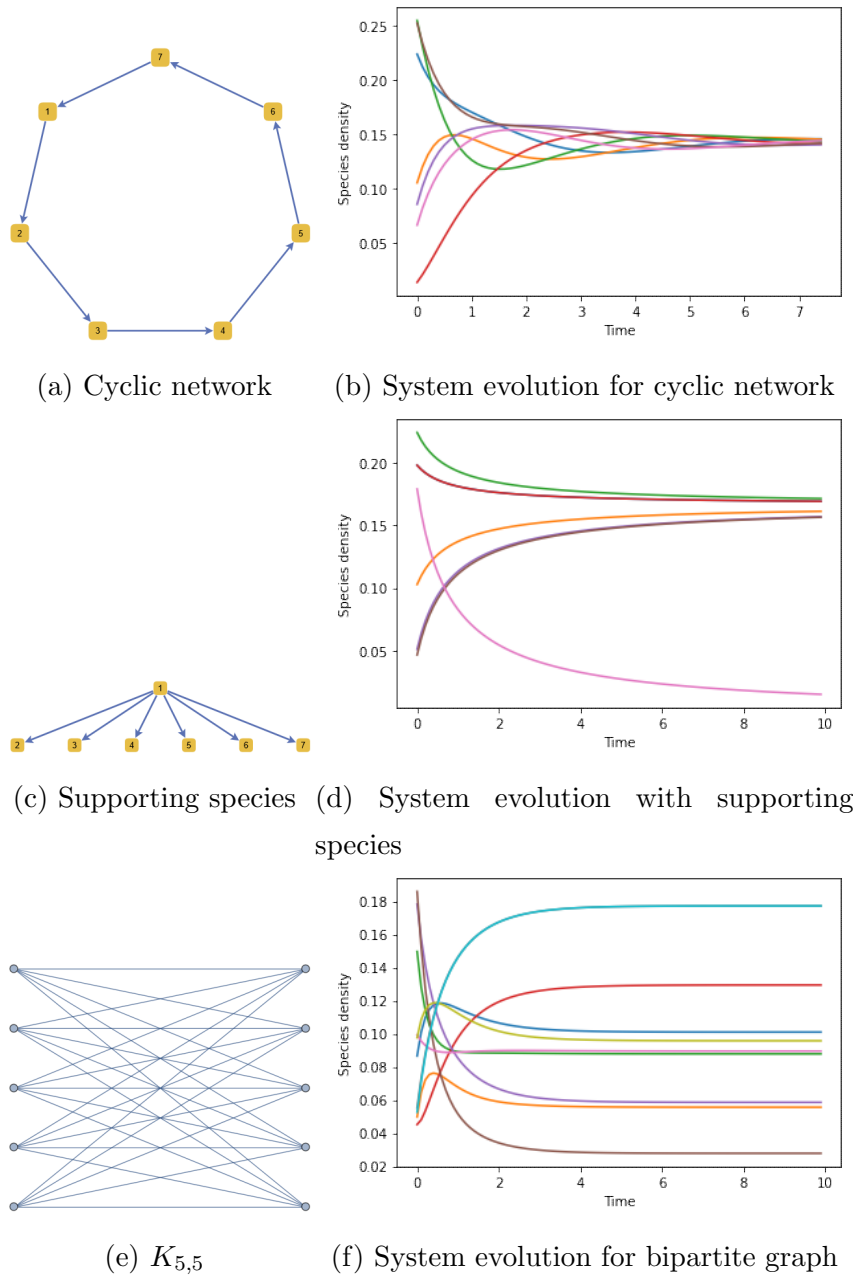 7
1
6
2
5
3
4
0.25
0.20
0.15
0.10
0.05
Species density
0 1 2 3 4 5 6 7
Time
(a) Cyclic network
(b) System evolution for cyclic network
1
2 3 4 5 6 7
0.20
0.15
0.10
0.05
Species density
0 2 4 6 8 10
Time
(c) Supporting species
(d) System evolution with supporting
species
0.18
0.16
0.14
0.12
0.10
0.08
0.06
0.04
0.02
Species density
0 2 4 6 8 10
Time
(e) K5,5
(f) System evolution for bipartite graph